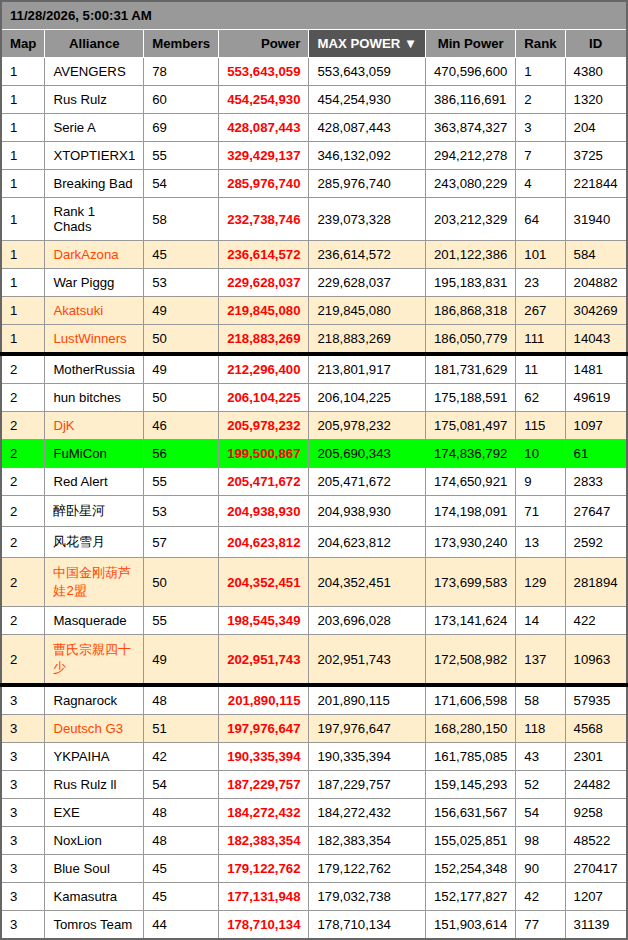 11/28/2026, 5:00:31 AM
Map Alliance Members Power MAX POWER ▼ Min Power Rank ID
1 AVENGERS 78 553,643,059 553,643,059 470,596,600 1 4380
1 Rus Rulz 60 454,254,930 454,254,930 386,116,691 2 1320
1 Serie A 69 428,087,443 428,087,443 363,874,327 3 204
1 XTOPTIERX1 55 329,429,137 346,132,092 294,212,278 7 3725
1 Breaking Bad 54 285,976,740 285,976,740 243,080,229 4 221844
1 Rank 1
Chads 58 232,738,746 239,073,328 203,212,329 64 31940
1 DarkAzona 45 236,614,572 236,614,572 201,122,386 101 584
1 War Piggg 53 229,628,037 229,628,037 195,183,831 23 204882
1 Akatsuki 49 219,845,080 219,845,080 186,868,318 267 304269
1 LustWinners 50 218,883,269 218,883,269 186,050,779 111 14043
2 MotherRussia 49 212,296,400 213,801,917 181,731,629 11 1481
2 hun bitches 50 206,104,225 206,104,225 175,188,591 62 49619
2 DjK 46 205,978,232 205,978,232 175,081,497 115 1097
2 FuMiCon 56 199,500,867 205,690,343 174,836,792 10 61
2 Red Alert 55 205,471,672 205,471,672 174,650,921 9 2833
2 醉卧星河 53 204,938,930 204,938,930 174,198,091 71 27647
2 风花雪月 57 204,623,812 204,623,812 173,930,240 13 2592
2 中国金刚葫芦
娃2盟 50 204,352,451 204,352,451 173,699,583 129 281894
2 Masquerade 55 198,545,349 203,696,028 173,141,624 14 422
2 曹氏宗親四十
少 49 202,951,743 202,951,743 172,508,982 137 10963
3 Ragnarock 48 201,890,115 201,890,115 171,606,598 58 57935
3 Deutsch G3 51 197,976,647 197,976,647 168,280,150 118 4568
3 YKPAIHA 42 190,335,394 190,335,394 161,785,085 43 2301
3 Rus Rulz ll 54 187,229,757 187,229,757 159,145,293 52 24482
3 EXE 48 184,272,432 184,272,432 156,631,567 54 9258
3 NoxLion 48 182,383,354 182,383,354 155,025,851 98 48522
3 Blue Soul 45 179,122,762 179,122,762 152,254,348 90 270417
3 Kamasutra 45 177,131,948 179,032,738 152,177,827 42 1207
3 Tomros Team 44 178,710,134 178,710,134 151,903,614 77 31139